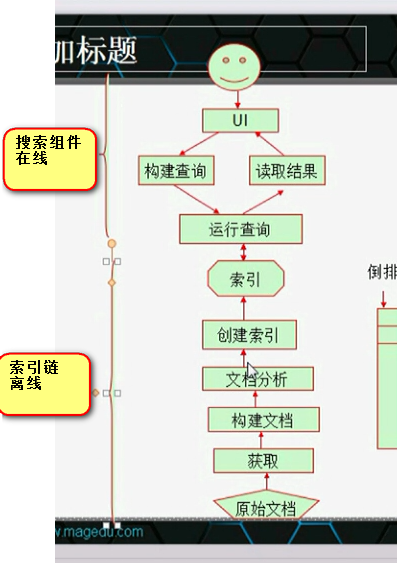 加标题
搜索组件
在线
UI
构建查询
读取结果
运行查询
索引
倒排
创建索引
索引链
离线
文档分析
构建文档
获取
原始文档
w.magedu.com